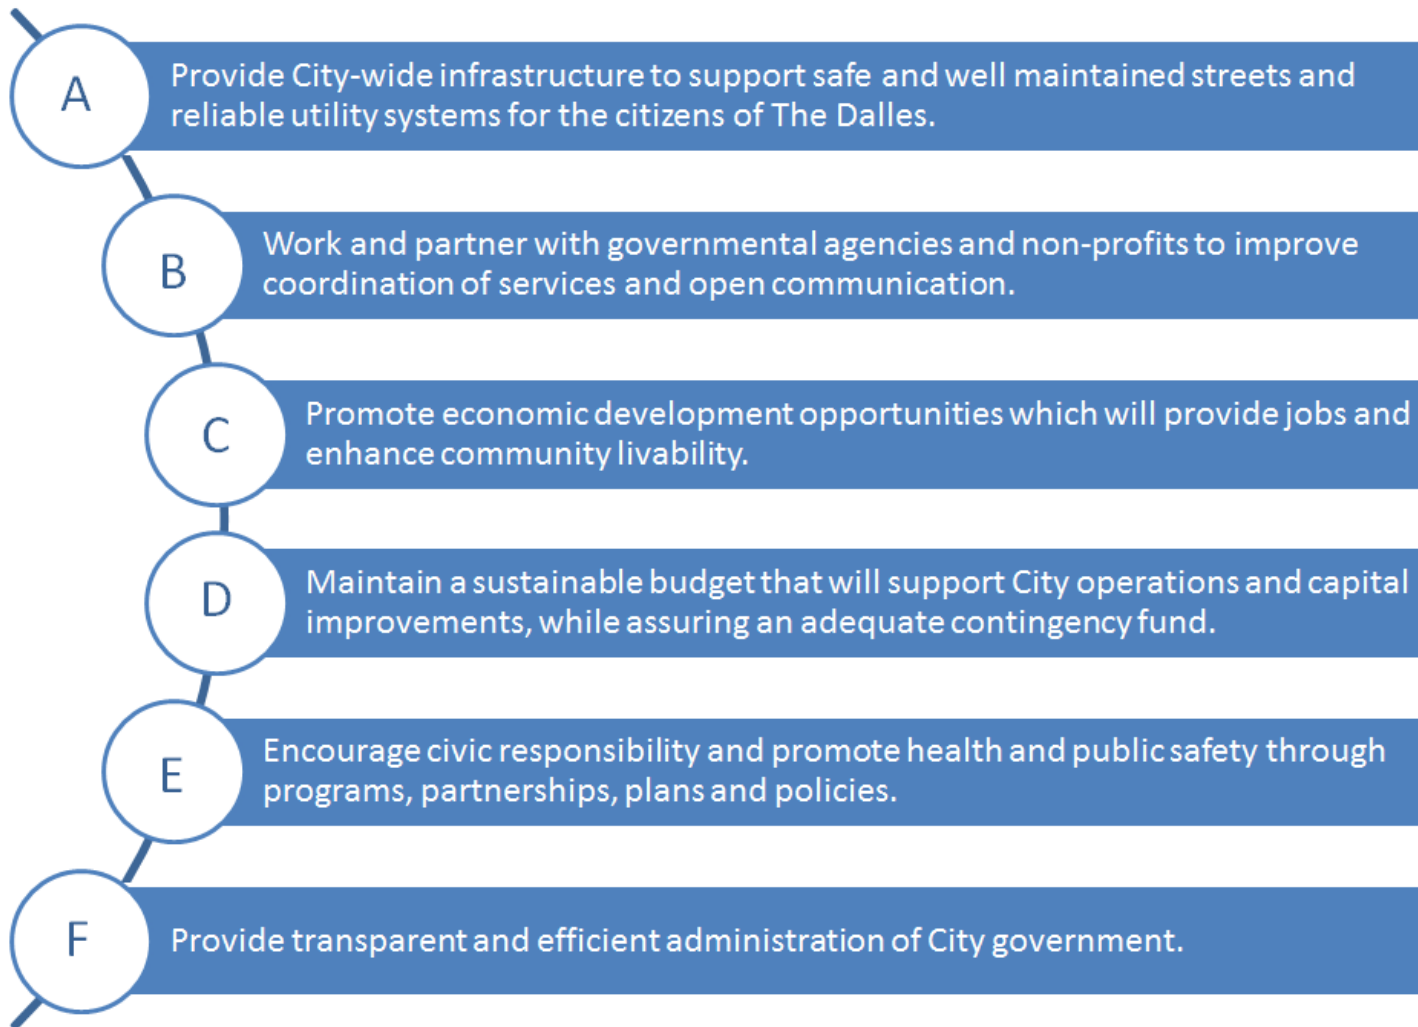 A
Provide City-wide infrastructure to support safe and well maintained streets and
reliable utility systems for the citizens of The Dalles.
B
Work and partner with governmental agencies and non-profits to improve
coordination of services and open communication.
C
Promote economic development opportunities which will provide jobs and
enhance community livability.
D
Maintain a sustainable budget that will support City operations and capital
improvements, while assuring an adequate contingency fund.
E
Encourage civic responsibility and promote health and public safety through
programs, partnerships, plans and policies.
F
Provide transparent and efficient administration of City government.